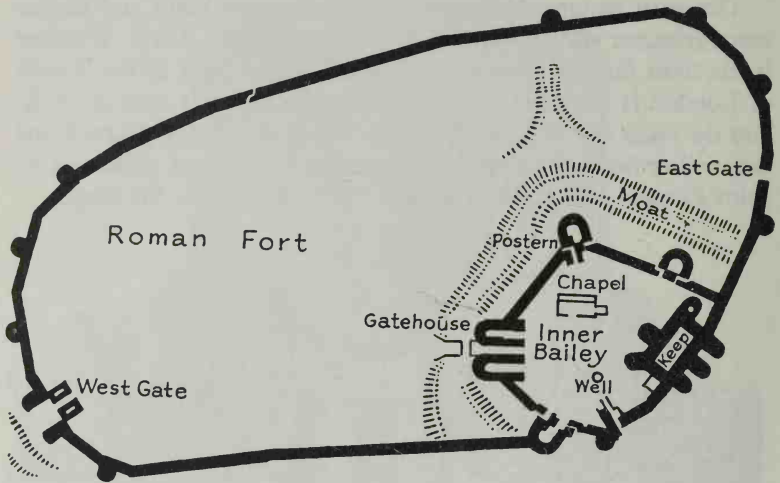 East Gate
Moat
Roman Fort
Postern
Chapel
Gatehouse
Inner
Bailey
Keep
Well
West Gate